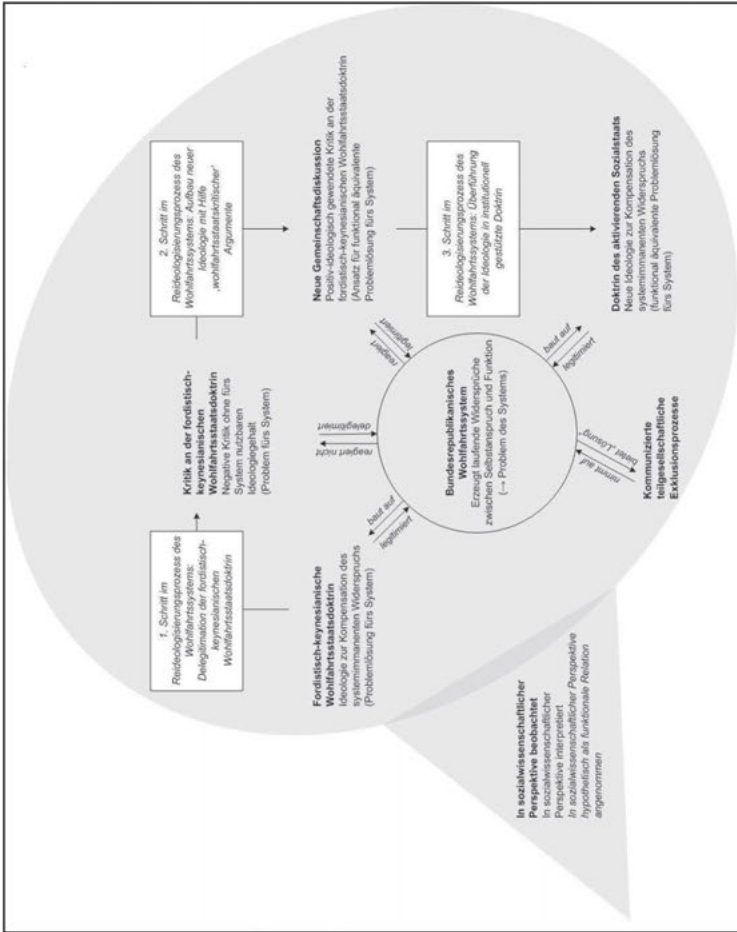 1. Schritt im
Reideologisierungsprozess des
Wohlfahrtssystems:
Delegitimation der fordistisch-
keynesianischen
Wohlfahrtsstaatsdoktrin
Kritik an der fordistisch-
keynesianischen
Wohlfahrtsstaatsdoktrin
Negative Kritik ohne fürs
System nutzbaren
Ideologiegehalt
(Problem fürs System)
2. Schritt im
Reideologisierungsprozess des
Wohlfahrtssystems: Aufbau neuer
Ideologie mit Hilfe
‚wohlfahrtsstaatskritischer'
Argumente
Fordistisch-keynesianische
Wohlfahrtsstaatsdoktrin
Ideologie zur Kompensation des
systemimmanenten Widerspruchs
(Problemlösung fürs System)
reagiert nicht
delegitimiert
Neue Gemeinschaftsdiskussion
Positiv-ideologisch gewendete Kritik an der
fordistisch-keynesianischen Wohlfahrtsstaatsdoktrin
(Ansatz für funktional äquivalente
Problemlösung fürs System)
baut auf
legitimiert
reagiert
legitimiert
Bundesrepublikanisches
Wohlfahrtssystem
Erzeugt laufende Widersprüche
zwischen Selbstanspruch und Funktion
(→ Problem des Systems)
3. Schritt im
Reideologisierungsprozess des
Wohlfahrtssystems: Überführung
der Ideologie in institutionell
gestützte Doktrin
nimmt auf
bietet „Lösung"
baut auf
legitimiert
In sozialwissenschaftlicher
Perspektive beobachtet
In sozialwissenschaftlicher
Perspektive interpretiert
In sozialwissenschaftlicher Perspektive
hypothetisch als funktionale Relation
angenommen
Kommunizierte
teilgesellschaftliche
Exklusionsprozesse
Doktrin des aktivierenden Sozialstaats
Neue Ideologie zur Kompensation des
systemimmanenten Widerspruchs
(funktional äquivalente Problemlösung
fürs System)